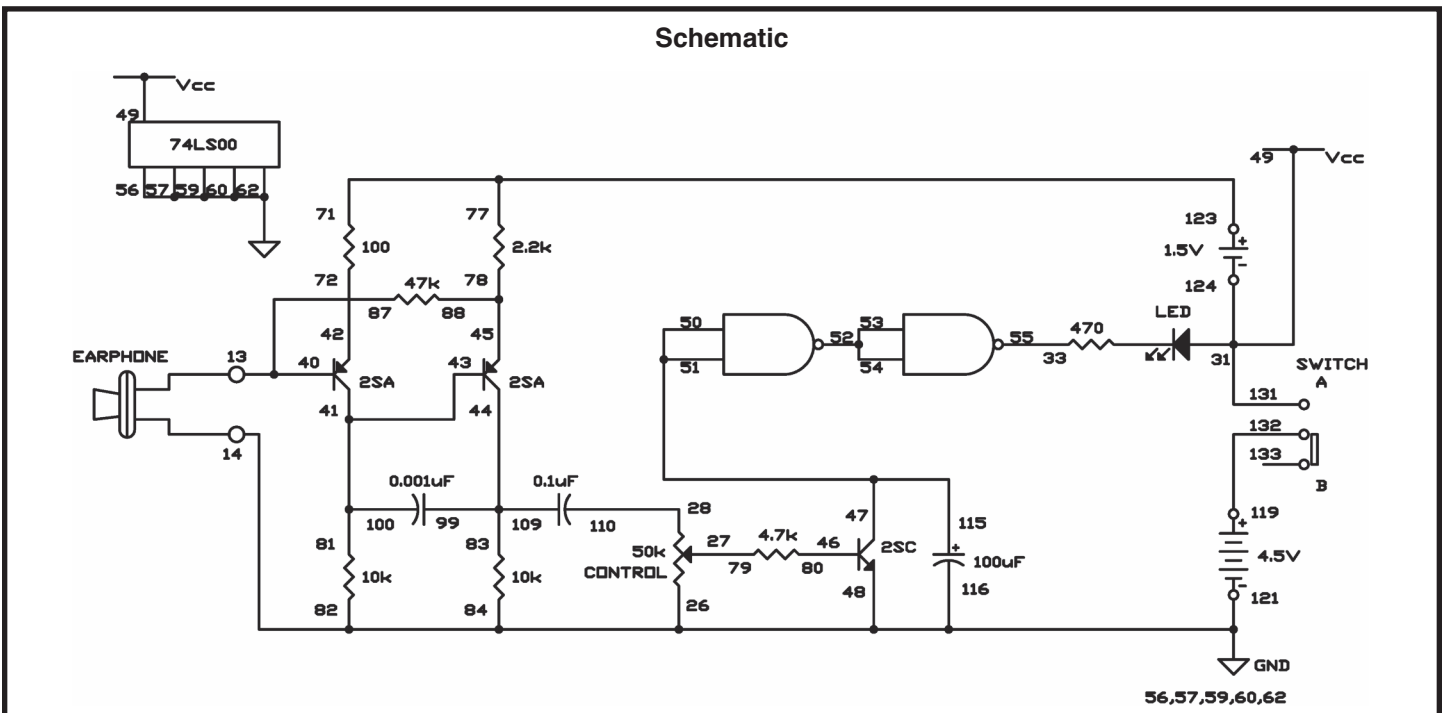 Schematic
Vcc
49
74LS00
56 57 59 60 62
49 Vcc
71
100
72
77
2.2k
78
47k
87 88
123
1.5V
+
-
124
42
45
EARPHONE
13
40
2SA
43
2SA
41
44
14
50
51
52
53
54
55
470
33
LED
31
SWITCH
A
131
132
133
B
0.001uF
100 99
0.1uF
109 110
28
50k
CONTROL
27
26
4.7k
79 80
46
47
2SC
48
115
+
100uF
116
81
10k
82
83
10k
84
119
+
4.5V
-
121
GND
56,57,59,60,62